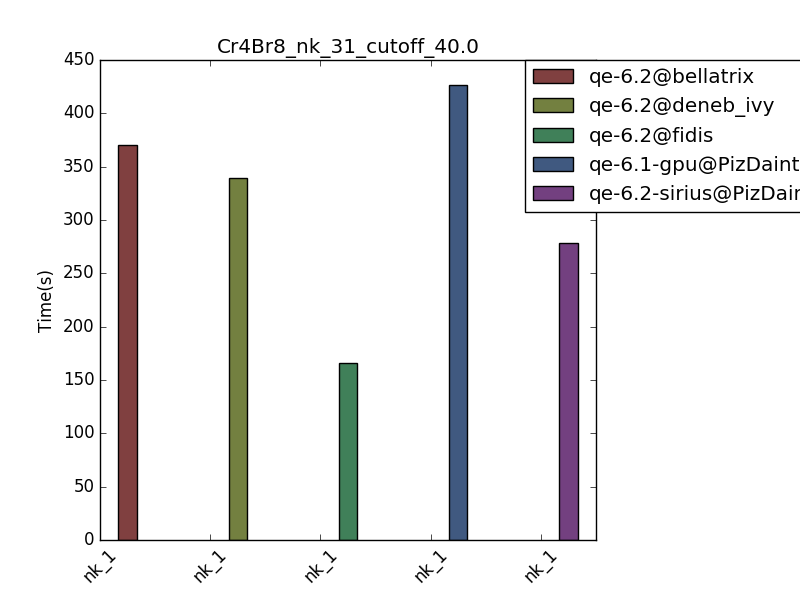 Cr4Br8_nk_31_cutoff_40.0
450
400
350
300
250
200
150
100
50
0
Time(s)
nk_1
nk_1
nk_1
nk_1
nk_1
qe-6.2@bellatrix
qe-6.2@deneb_ivy
qe-6.2@fidis
qe-6.1-gpu@PizDaint
qe-6.2-sirius@PizDai